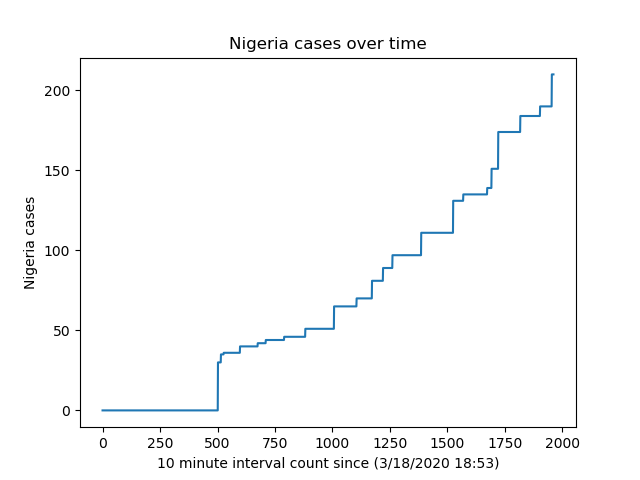 Nigeria cases over time
Nigeria cases
200
150
100
50
0
0 250 500 750 1000 1250 1500 1750 2000
10 minute interval count since (3/18/2020 18:53)